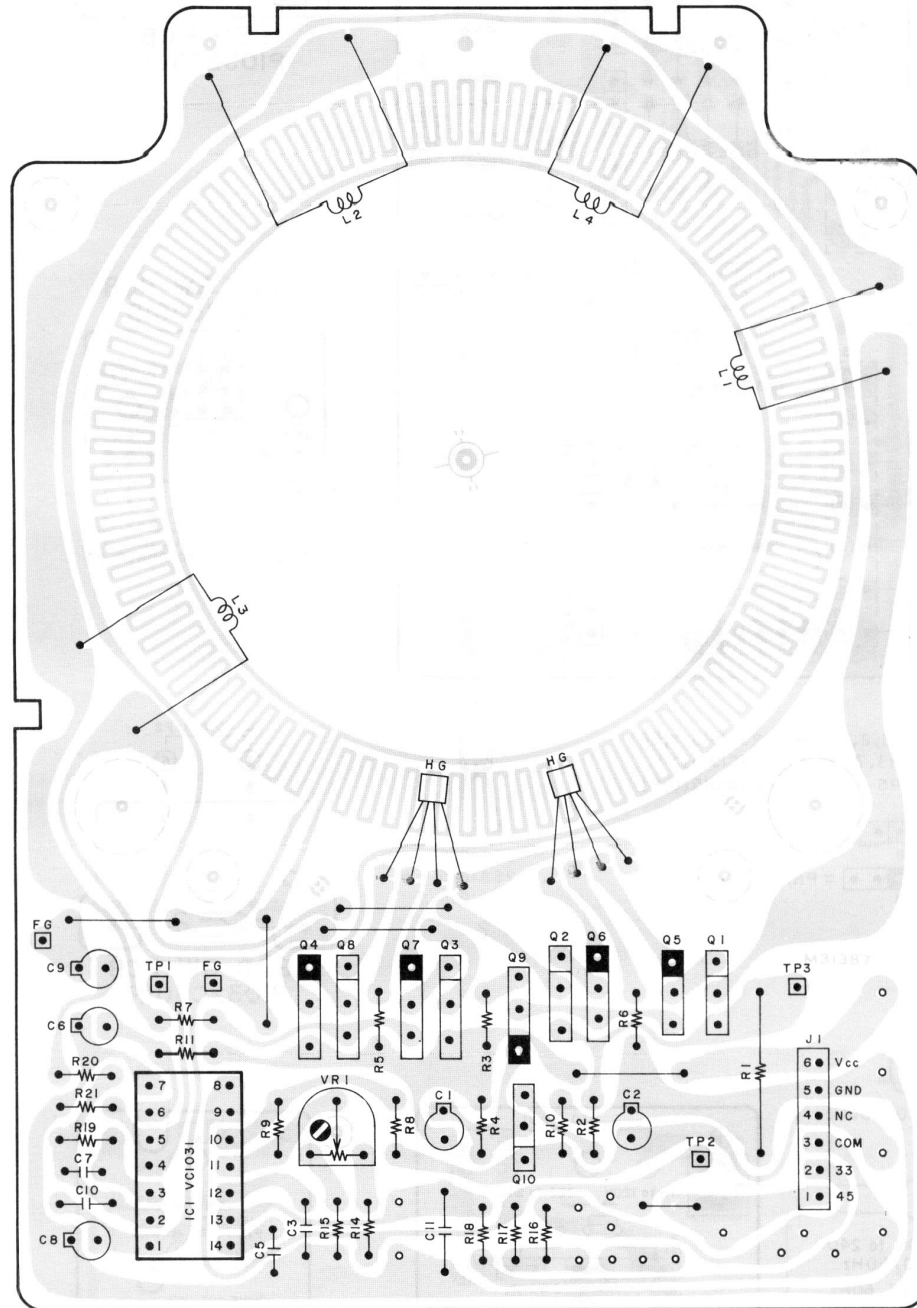 L2
L4
L1
L3
HG
HG
FG
C9
TP1
FG
Q4
Q8
Q7
Q3
Q9
Q2
Q6
Q5
Q1
M31387
TP3
C6
R7
R11
R5
R3
R6
R1
J1
6 Vcc
5 GND
4 NC
3 COM
2 33
1 45
R20
R21
R19
C7
C10
C8
7 8
6 9
5 10
4 11
3 12
2 13
1 14
IC1 VC1031
R9
VR1
R8
C1
R4
Q10
R10
R2
C2
TP2
C5
C3
R15
R14
C11
R18
R17
R16